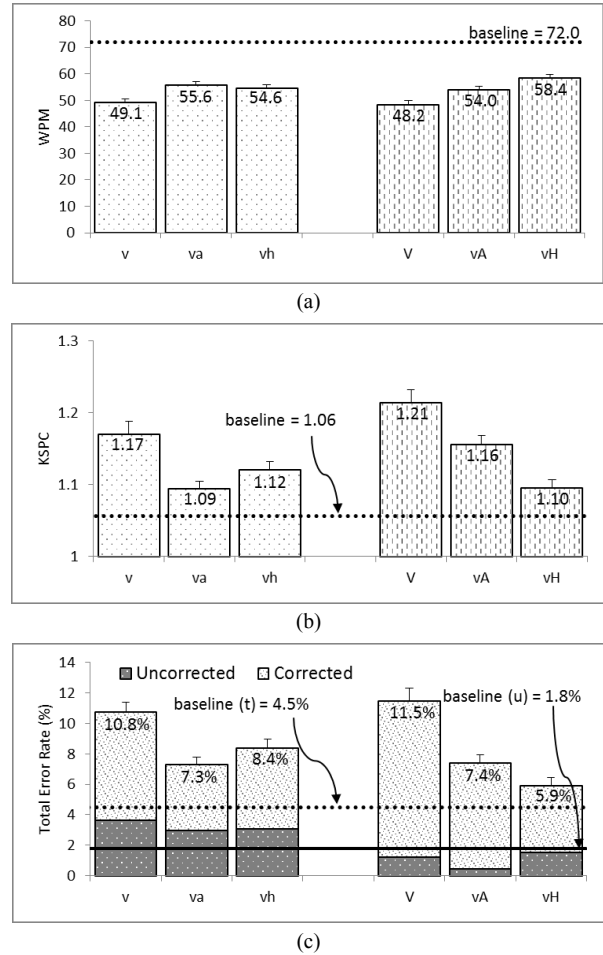 80
baseline = 72.0
70
60
50
40
30
20
10
0
WPM
49.1
55.6
54.6
48.2
54.0
58.4
v
va
vh
V
vA
vH
(a)
1.3
1.2
1.1
1
KSPC
baseline = 1.06
1.17
1.09
1.12
1.21
1.16
1.10
v
va
vh
V
vA
vH
(b)
14
12
10
8
6
4
2
0
Total Error Rate (%)
Uncorrected
Corrected
baseline (t) = 4.5%
baseline (u) = 1.8%
10.8%
7.3%
8.4%
11.5%
7.4%
5.9%
v
va
vh
V
vA
vH
(c)